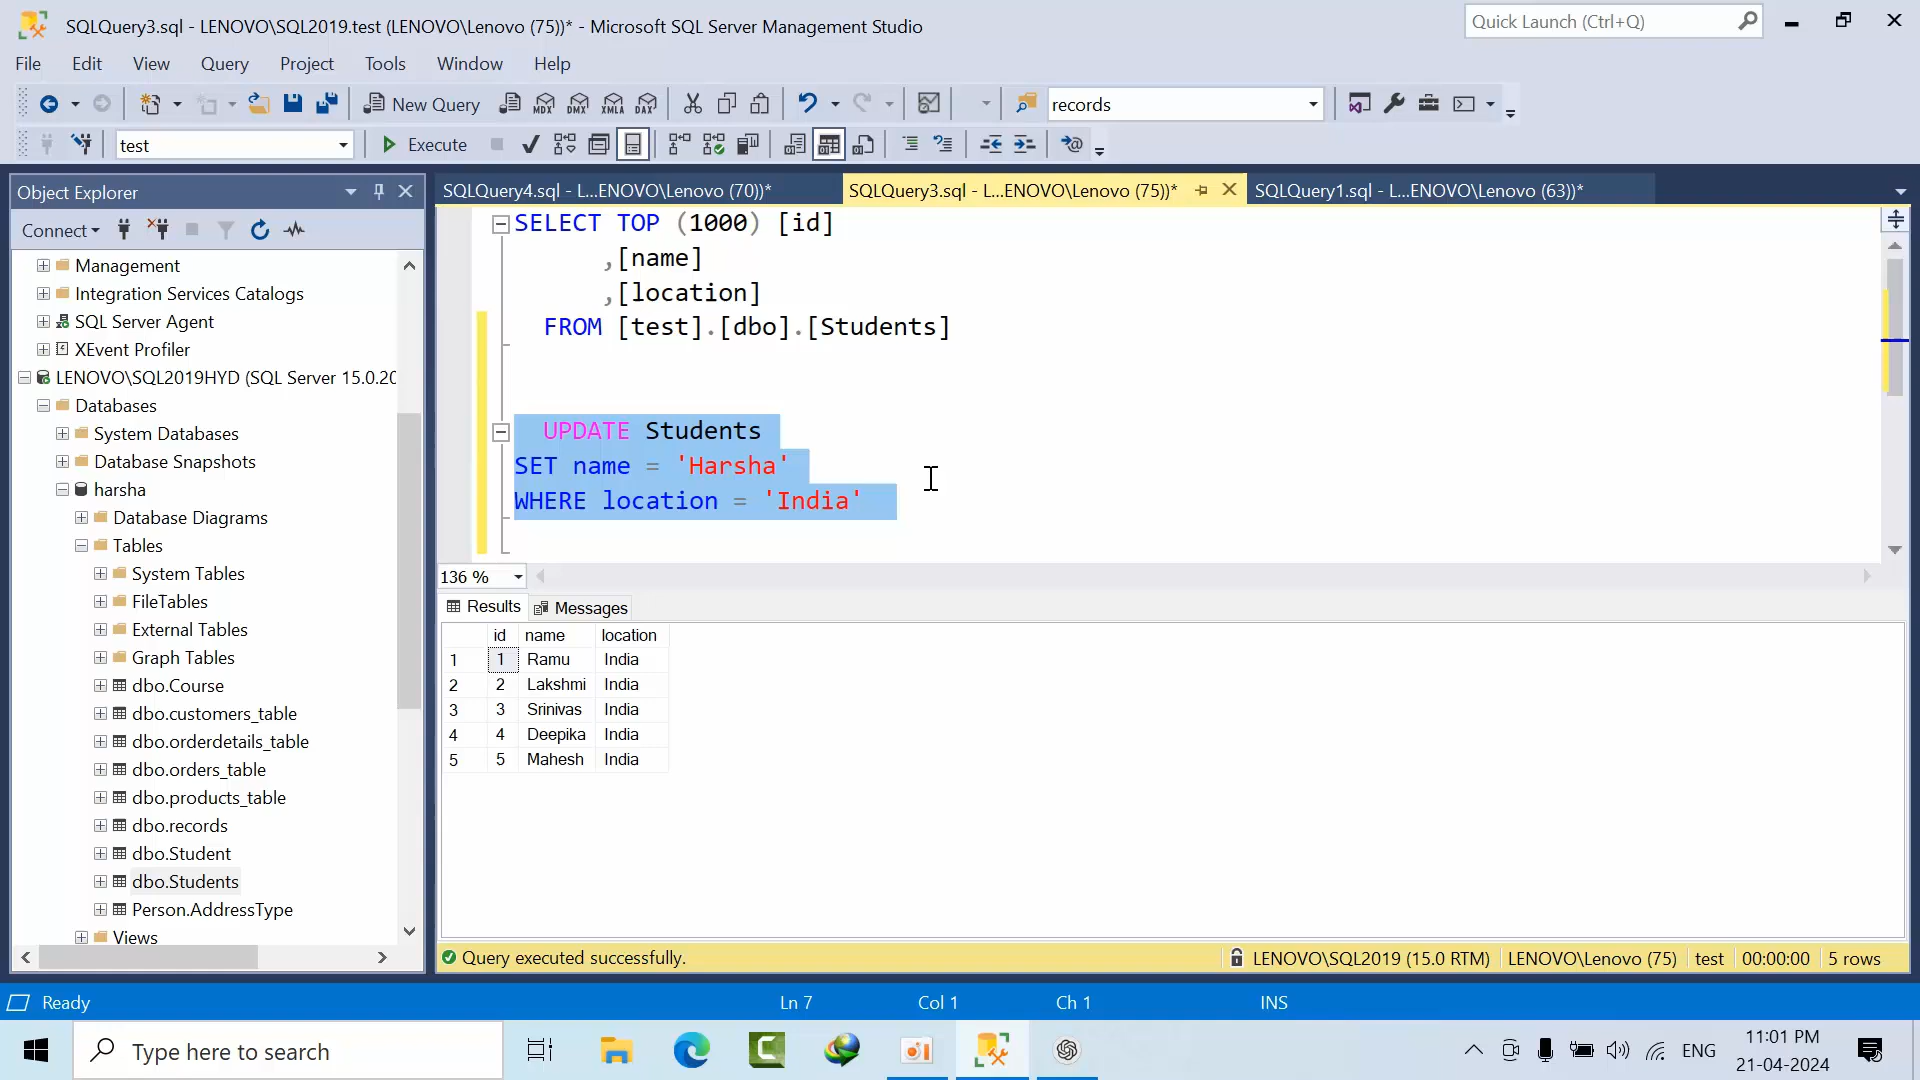 SQLQuery3.sql - LENOVO\SQL2019.test (LENOVO\Lenovo (75))* - Microsoft SQL Server Management Studio
Quick Launch (Ctrl+Q)
File Edit View Query Project Tools Window Help
New Query
MDX DMX XMLA DAX
records
test
Execute
Object Explorer
SQLQuery4.sql - L...ENOVO\Lenovo (70))*
SQLQuery3.sql - L...ENOVO\Lenovo (75))*
SQLQuery1.sql - L...ENOVO\Lenovo (63))*
Connect
Management
Integration Services Catalogs
SQL Server Agent
XEvent Profiler
LENOVO\SQL2019HYD (SQL Server 15.0.20
Databases
System Databases
Database Snapshots
harsha
Database Diagrams
Tables
System Tables
FileTables
External Tables
Graph Tables
dbo.Course
dbo.customers_table
dbo.orderdetails_table
dbo.orders_table
dbo.products_table
dbo.records
dbo.Student
dbo.Students
Person.AddressType
Views
SELECT TOP (1000) [id]
,[name]
,[location]
FROM [test].[dbo].[Students]
UPDATE Students
SET name = 'Harsha'
WHERE location = 'India'
136 %
Results Messages
id name location
1 1 Ramu India
2 2 Lakshmi India
3 3 Srinivas India
4 4 Deepika India
5 5 Mahesh India
Query executed successfully.
LENOVO\SQL2019 (15.0 RTM) LENOVO\Lenovo (75) test 00:00:00 5 rows
Ready Ln 7 Col 1 Ch 1 INS
Type here to search
ENG
11:01 PM
21-04-2024